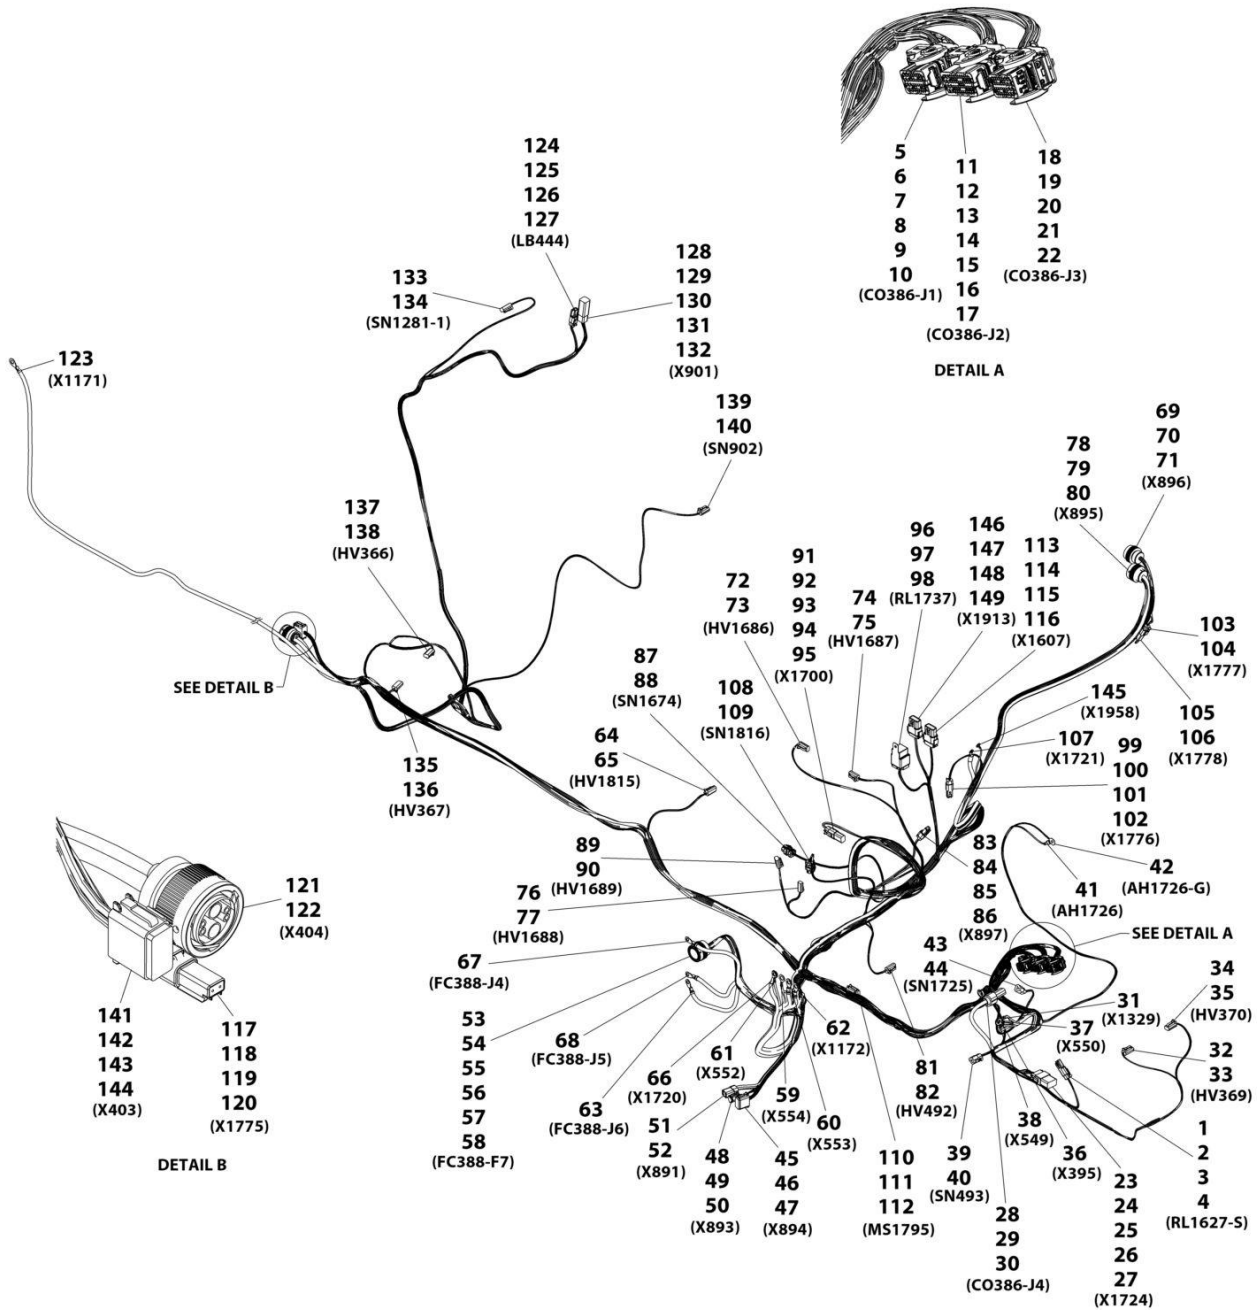 5
6
7
8
9
10
(CO386-J1)
11
12
13
14
15
16
17
(CO386-J2)
18
19
20
21
22
(CO386-J3)
DETAIL A
124
125
126
127
(LB444)
133
134
(SN1281-1)
128
129
130
131
132
(X901)
123
(X1171)
139
140
(SN902)
69
70
71
(X896)
78
79
80
(X895)
137
138
(HV366)
91
92
93
94
95
(X1700)
96
97
98
(RL1737)
146
147
148
149
(X1913)
113
114
115
116
(X1607)
72
73
(HV1686)
74
75
(HV1687)
103
104
(X1777)
87
88
(SN1674)
108
109
(SN1816)
SEE DETAIL B
145
(X1958)
105
106
(X1778)
107
(X1721)
64
65
(HV1815)
99
100
101
102
(X1776)
135
136
(HV367)
89
90
(HV1689)
83
84
85
86
(X897)
42
(AH1726-G)
41
(AH1726)
76
77
(HV1688)
121
122
(X404)
SEE DETAIL A
43
44
(SN1725)
67
(FC388-J4)
34
35
(HV370)
31
(X1329)
37
(X550)
141
142
143
144
(X403)
117
118
119
120
(X1775)
DETAIL B
53
54
55
56
57
58
(FC388-F7)
68
(FC388-J5)
61
(X552)
62
(X1172)
32
33
(HV369)
66
(X1720)
59
(X554)
81
82
(HV492)
63
(FC388-J6)
60
(X553)
38
(X549)
51
52
(X891)
36
(X395)
1
2
3
4
(RL1627-S)
48
49
50
(X893)
45
46
47
(X894)
110
111
112
(MS1795)
39
40
(SN493)
28
29
30
(CO386-J4)
23
24
25
26
27
(X1724)